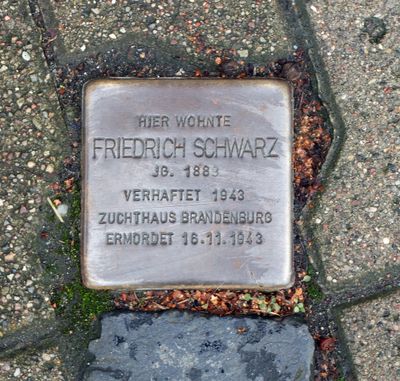 HIER WOHNTE
FRIEDRICH SCHWARZ
JG. 1883
VERHAFTET 1943
ZUCHTHAUS BRANDENBURG
ERMORDET 16.11.1943